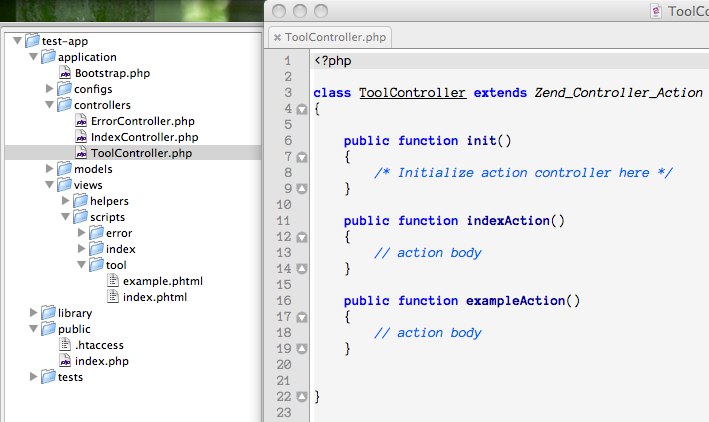 test-app
application
Bootstrap.php
configs
controllers
ErrorController.php
IndexController.php
ToolController.php
models
views
helpers
scripts
error
index
tool
example.phtml
index.phtml
library
public
.htaccess
index.php
tests
ToolCon
ToolController.php
1 <?php
2
3 class ToolController extends Zend_Controller_Action
4 {
5
6 public function init()
7 {
8 /* Initialize action controller here */
9 }
10
11 public function indexAction()
12 {
13 // action body
14 }
15
16 public function exampleAction()
17 {
18 // action body
19 }
20
21
22 }
23